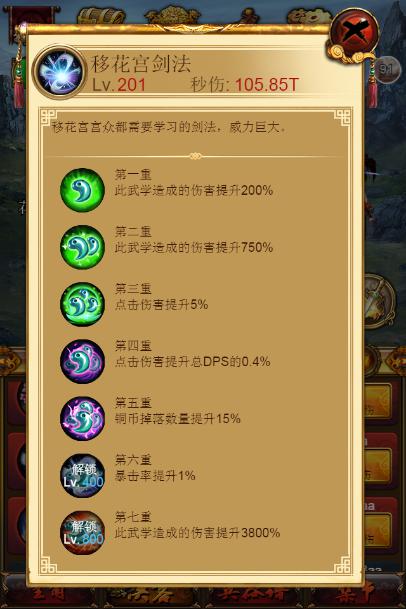 移花宫剑法
Lv.201 秒伤: 105.85T
91
移花宫宫众都需要学习的剑法，威力巨大。
第一重
此武学造成的伤害提升200%
第二重
此武学造成的伤害提升750%
第三重
点击伤害提升5%
第四重
点击伤害提升总DPS的0.4%
第五重
铜币掉落数量提升15%
解锁
Lv.400
第六重
暴击率提升1%
解锁
Lv.800
第七重
此武学造成的伤害提升3800%